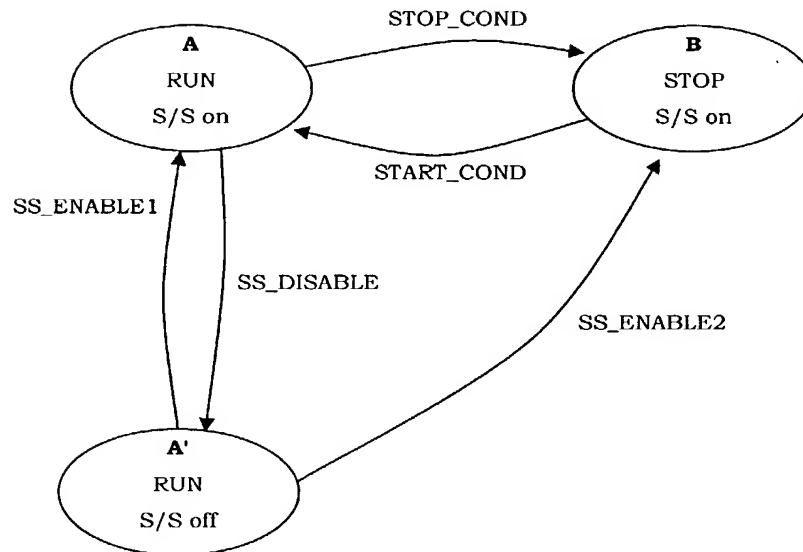 STOP_COND
A
RUN
S/S on
B
STOP
S/S on
START_COND
SS_ENABLE1
SS_DISABLE
SS_ENABLE2
A'
RUN
S/S off